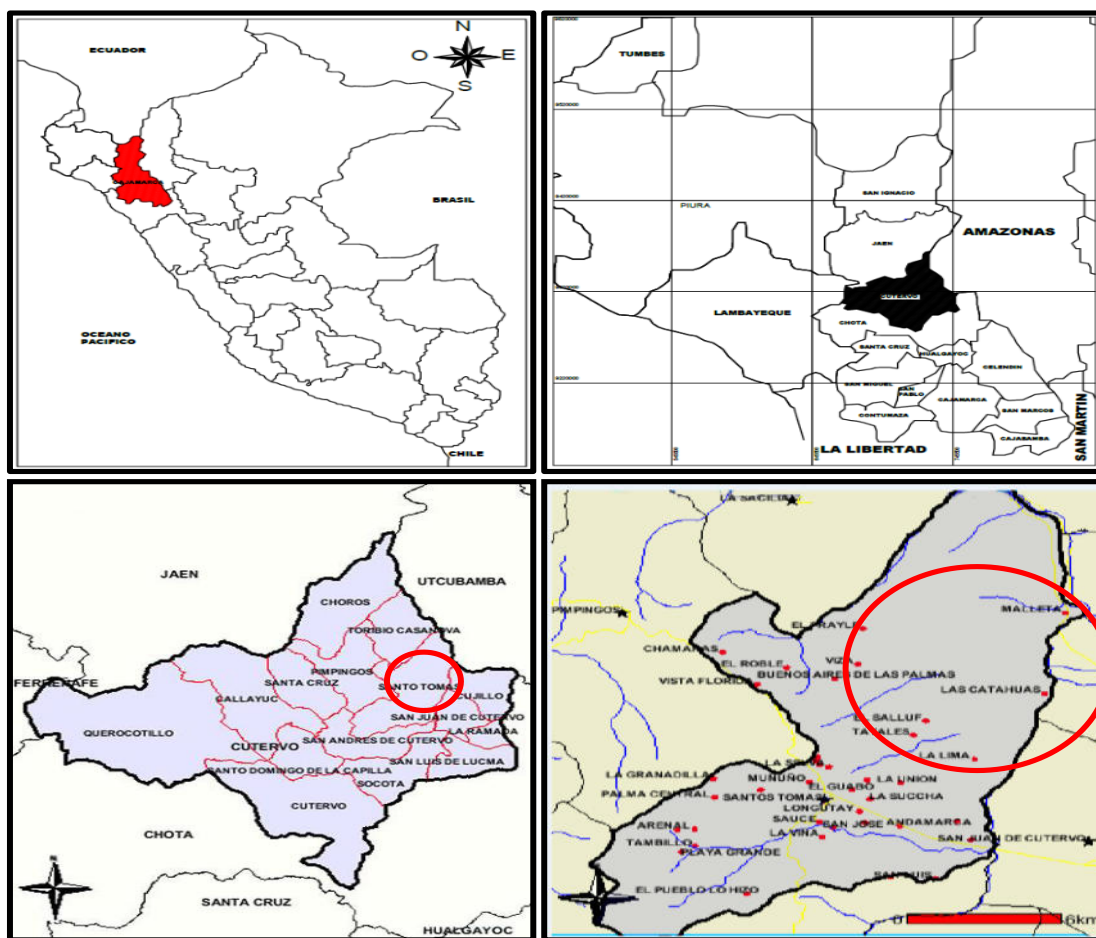 ECUADOR
N
O
E
S
CAJAMARCA
BRASIL
OCEANO
PACIFICO
CHILE
TUMBES
SAN IGNACIO
PIURA
JAEN
AMAZONAS
CUTERVO
LAMBAYEQUE
CHOTA
SANTA CRUZ
HUALGAYOC
CELENDIN
SAN MIGUEL
SAN
PABLO
CAJAMARCA
CONTUMAZA
SAN MARCOS
CAJABAMBA
LA LIBERTAD
SAN MARTIN
JAEN
UTCUBAMBA
CHOROS
TORIBIO CASANOVA
PIMPINGOS
SANTA CRUZ
SANTO TOMAS
FERREÑAFE
CALLAYUC
CUJILLO
SAN JUAN DE CUTERVO
LA RAMADA
QUEROCOTILLO
CUTERVO
SAN ANDRES DE CUTERVO
SANTO DOMINGO DE LA CAPILLA
SAN LUIS DE LUCMA
SOCOTA
CUTERVO
CHOTA
N
SANTA CRUZ
HUALGAYOC
PIMPINGOS
MALLETA
EL FRAYLE
CHAMANAS
EL ROBLE
VIZA
BUENOS AIRES DE LAS PALMAS
VISTA FLORIDA
LAS CATAHUAS
EL SALLUF
LA LIMA
LA GRANADILLA
MUNUÑO
LA UNION
EL GUABO
PALMA CENTRAL
SANTOS TOMAS
LA SUCCHA
LONGUTAY
SAUCE
SAN JOSE
ANDAMARCA
ARENAL
SAN JUAN DE CUTERVO
TAMBILLO
PLAYA GRANDE
EL PUEBLO LO HIZO
0
6km